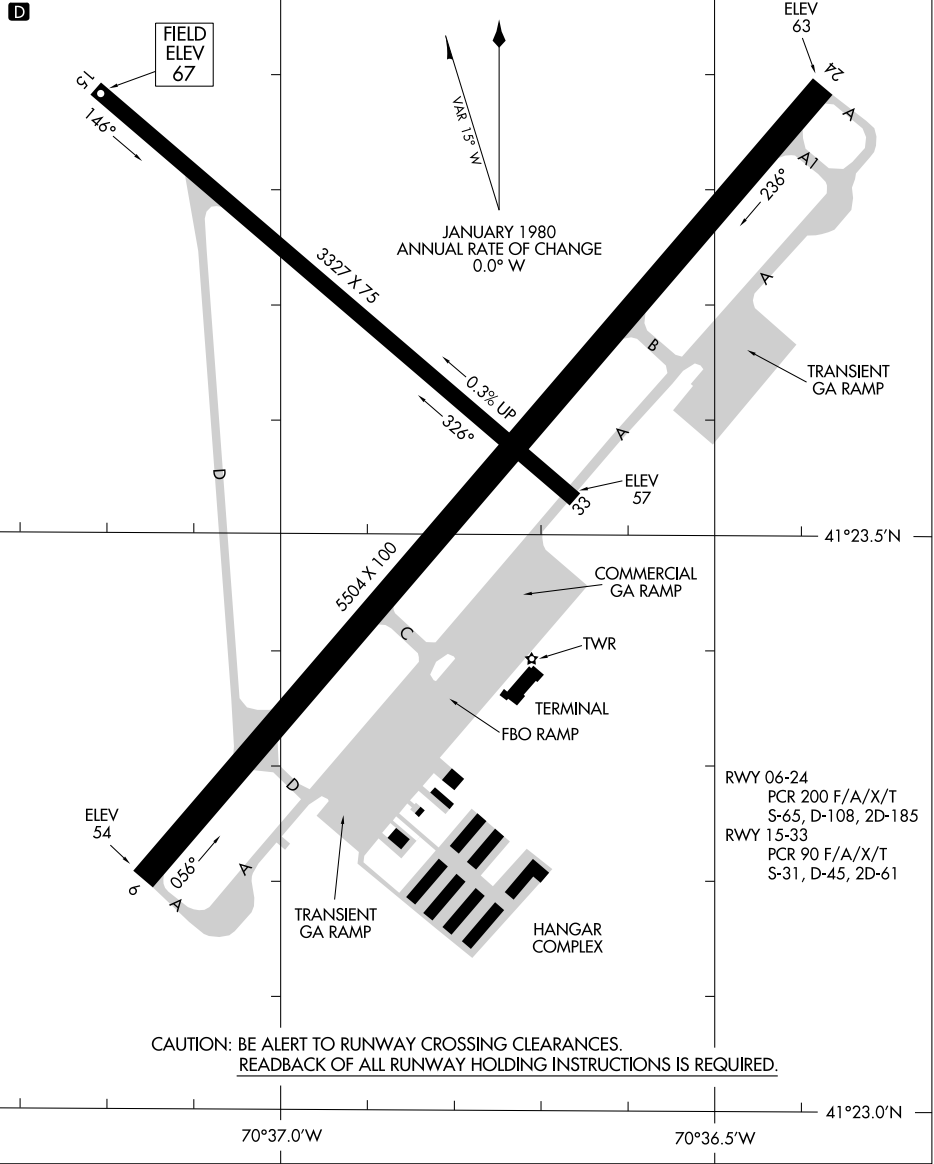 D
FIELD
ELEV
67
15
146°
VAR 15° W
JANUARY 1980
ANNUAL RATE OF CHANGE
0.0° W
ELEV
63
24
A
A1
236°
A
3327 X 75
B
TRANSIENT
GA RAMP
0.3% UP
326°
A
ELEV
57
33
D
41°23.5'N
5504 X 100
COMMERCIAL
GA RAMP
C
TWR
TERMINAL
FBO RAMP
D
ELEV
54
056°
6
A
A
TRANSIENT
GA RAMP
HANGAR
COMPLEX
RWY 06-24
PCR 200 F/A/X/T
S-65, D-108, 2D-185
RWY 15-33
PCR 90 F/A/X/T
S-31, D-45, 2D-61
CAUTION: BE ALERT TO RUNWAY CROSSING CLEARANCES.
READBACK OF ALL RUNWAY HOLDING INSTRUCTIONS IS REQUIRED.
41°23.0'N
70°37.0'W
70°36.5'W